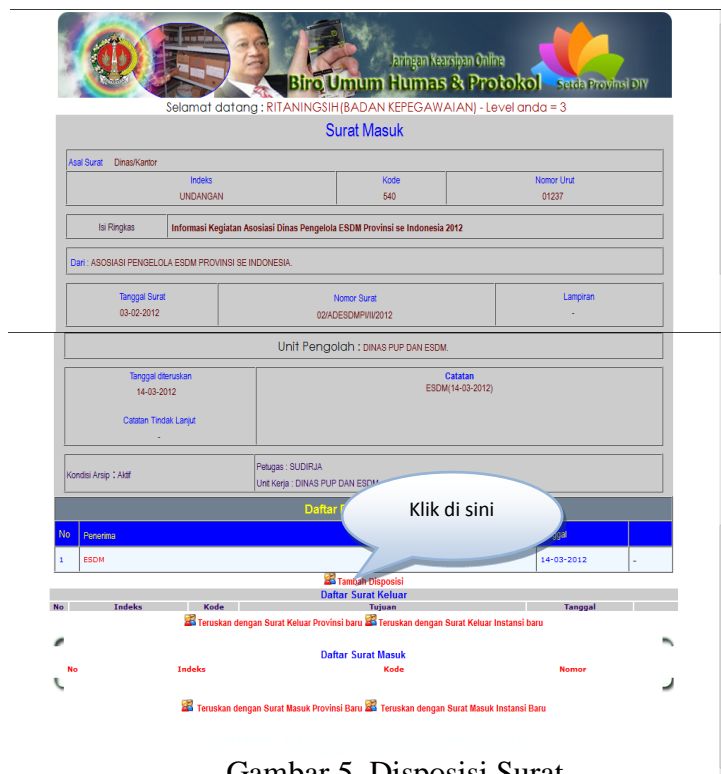 Jaringan Kearsipan Online
Biro Umum Humas & Protokol Setda Provinsi DIY
Selamat datang : RITANINGSIH(BADAN KEPEGAWAIAN) - Level anda = 3
Surat Masuk
Asal Surat Dinas/Kantor
Indeks Kode Nomor Urut
UNDANGAN 540 01237
Isi Ringkas Informasi Kegiatan Asosiasi Dinas Pengelola ESDM Provinsi se Indonesia 2012
Dari : ASOSIASI PENGELOLA ESDM PROVINSI SE INDONESIA.
Tanggal Surat Nomor Surat Lampiran
03-02-2012 02/ADESDMPI/II/2012 -
Unit Pengolah : DINAS PUP DAN ESDM.
Tanggal diteruskan Catatan
14-03-2012 ESDM(14-03-2012)
Catatan Tindak Lanjut
-
Kondisi Arsip : Aktif
Petugas : SUDIRJA
Unit Kerja : DINAS PUP DAN ESDM
Klik di sini
Daftar
No Penerima
1 ESDM 14-03-2012 -
Tambah Disposisi
Daftar Surat Keluar
No Indeks Kode Tujuan Tanggal
Teruskan dengan Surat Keluar Provinsi baru Teruskan dengan Surat Keluar Instansi baru
Daftar Surat Masuk
No Indeks Kode Nomor
Teruskan dengan Surat Masuk Provinsi Baru Teruskan dengan Surat Masuk Instansi Baru
Gambar 5. Disposisi Surat